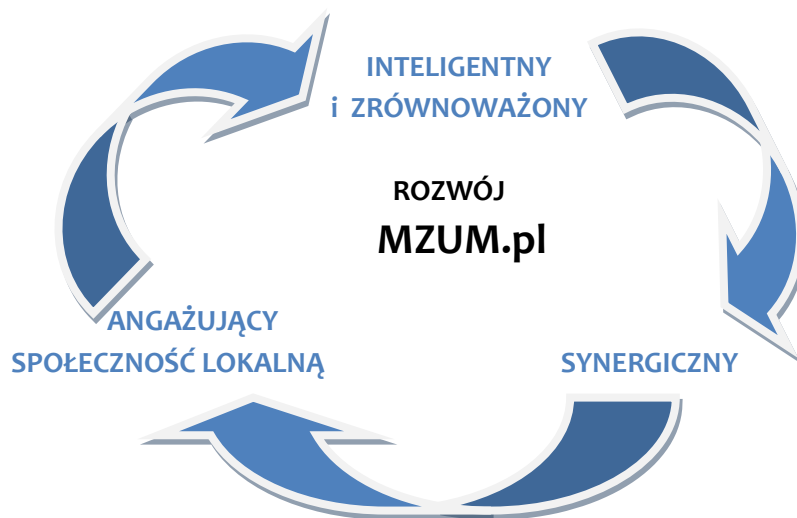 INTELIGENTNY
i ZRÓWNOWAŻONY
ROZWÓJ
MZUM.pl
ANGAŻUJĄCY
SPOŁECZNOŚĆ LOKALNĄ
SYNERGICZNY